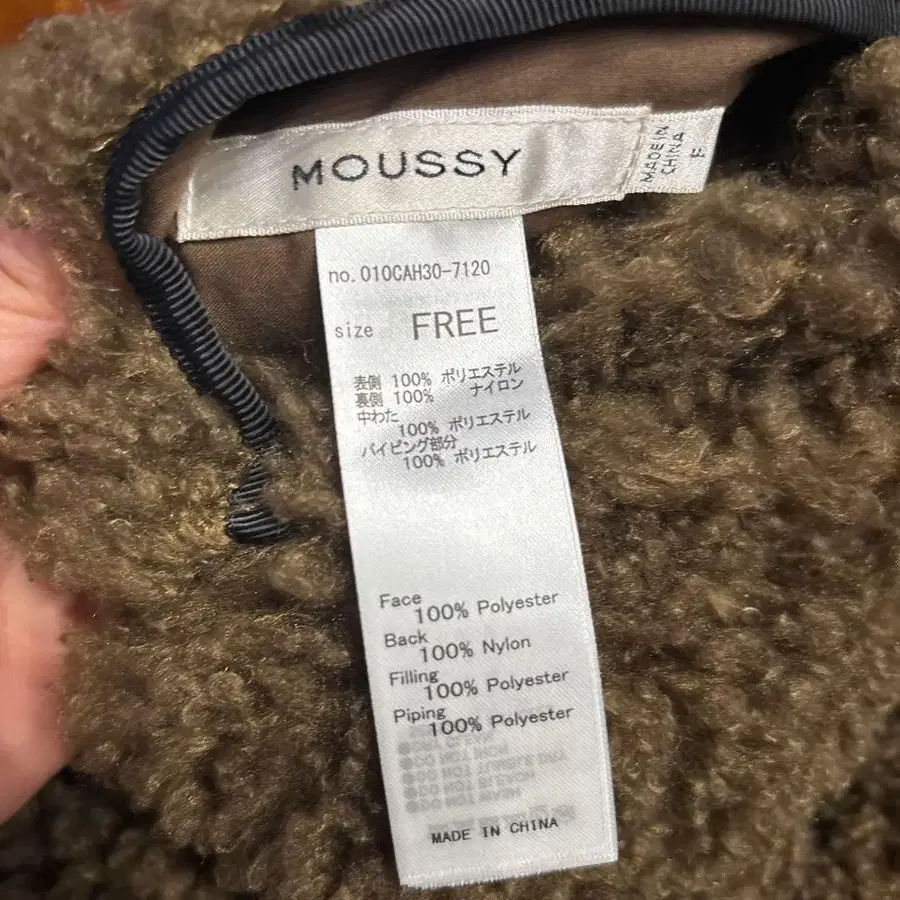 MOUSSY
MADE IN
CHINA
F
no.010CAH30-7120
size FREE
表側 100% ポリエステル
裏側 100% ナイロン
中わた
100% ポリエステル
パイピング部分
100% ポリエステル
Face
100% Polyester
Back
100% Nylon
Filling
100% Polyester
Piping
100% Polyester
MADE IN CHINA